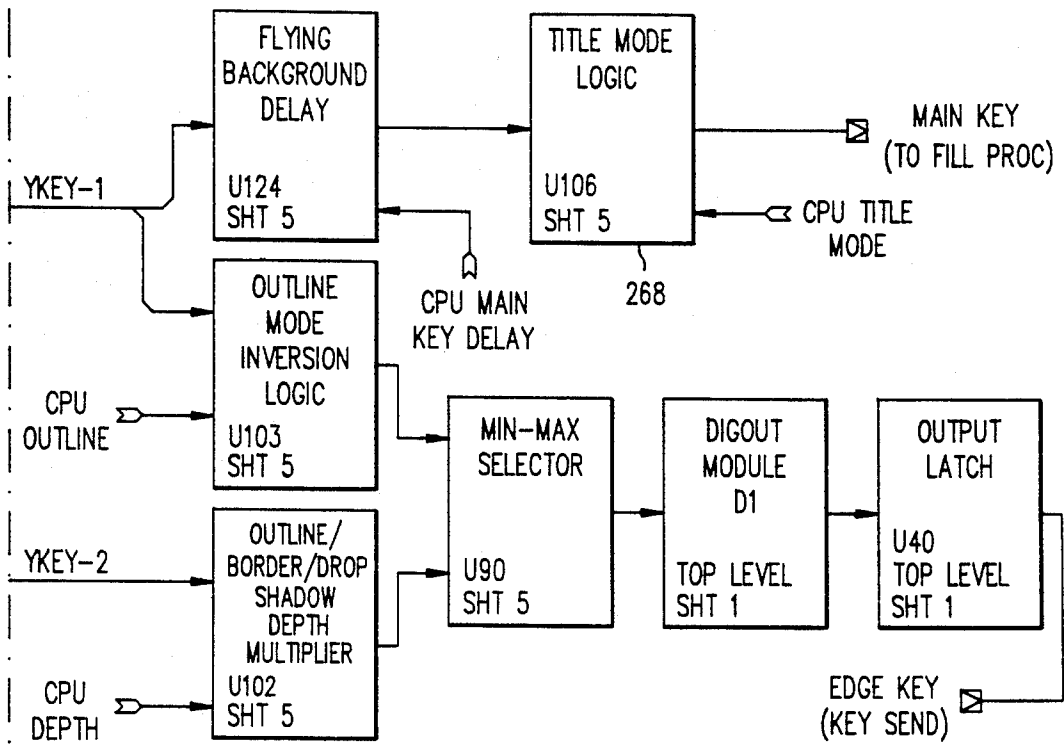 FLYING
BACKGROUND
DELAY
U124
SHT 5
TITLE MODE
LOGIC
U106
SHT 5
268
MAIN KEY
(TO FILL PROC)
CPU TITLE
MODE
YKEY-1
CPU MAIN
KEY DELAY
OUTLINE
MODE
INVERSION
LOGIC
U103
SHT 5
CPU
OUTLINE
MIN-MAX
SELECTOR
U90
SHT 5
DIGOUT
MODULE
D1
TOP LEVEL
SHT 1
OUTPUT
LATCH
U40
TOP LEVEL
SHT 1
YKEY-2
OUTLINE/
BORDER/DROP
SHADOW
DEPTH
MULTIPLIER
U102
SHT 5
CPU
DEPTH
EDGE KEY
(KEY SEND)